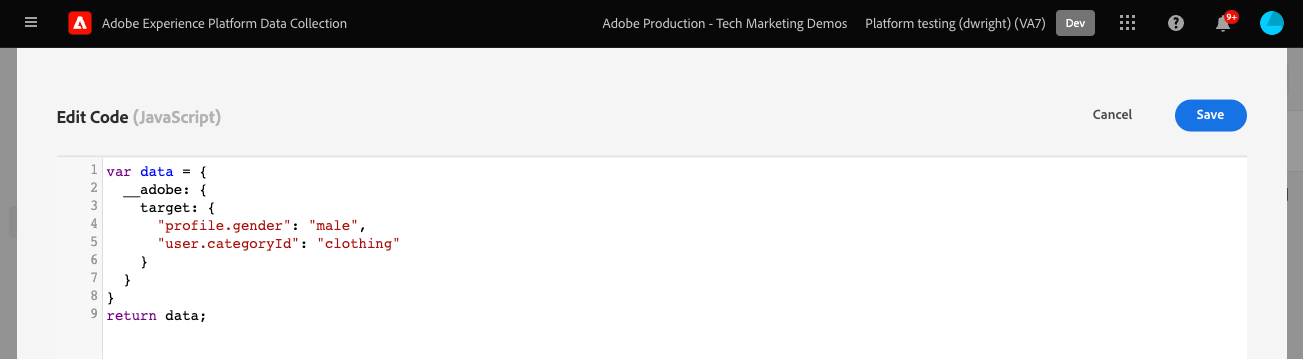 Adobe Experience Platform Data Collection Adobe Production - Tech Marketing Demos Platform testing (dwright) (VA7) Dev 9+
Edit Code (JavaScript) Cancel Save
1 var data = {
2   __adobe: {
3     target: {
4       "profile.gender": "male",
5       "user.categoryId": "clothing"
6     }
7   }
8 }
9 return data;